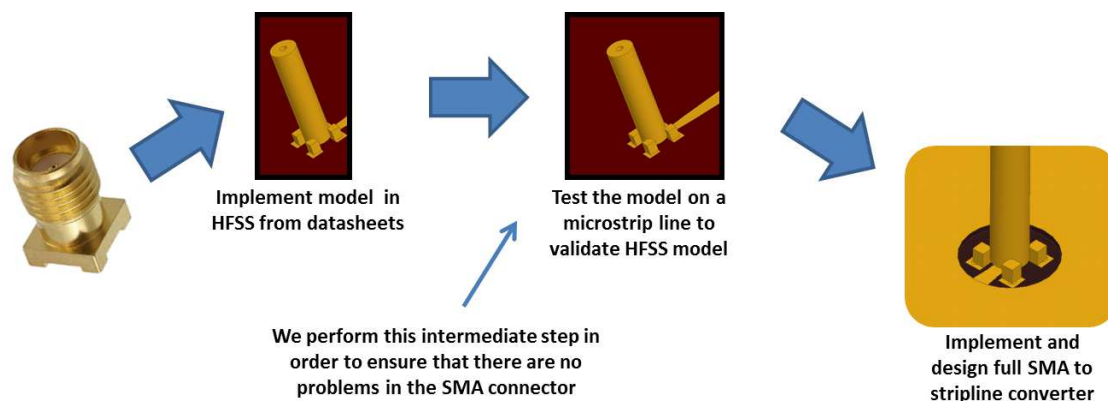 Implement model in
HFSS from datasheets
Test the model on a
microstrip line to
validate HFSS model
We perform this intermediate step in
order to ensure that there are no
problems in the SMA connector
Implement and
design full SMA to
stripline converter